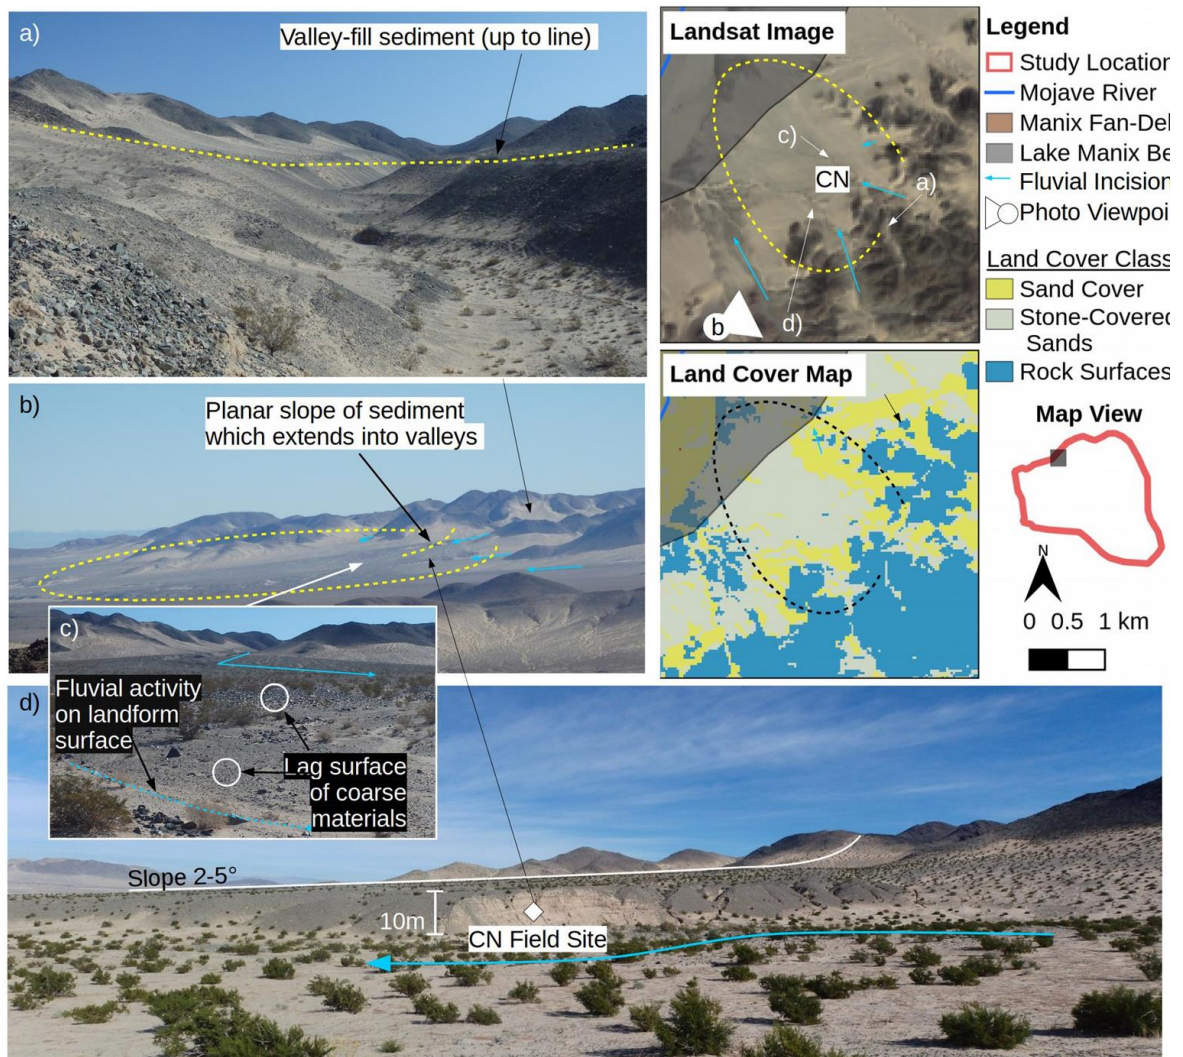 a)
Valley-fill sediment (up to line)
b)
Planar slope of sediment
which extends into valleys
c)
Fluvial activity
on landform
surface
Lag surface
of coarse
materials
d)
Slope 2-5°
10m
CN Field Site
Landsat Image
c)
CN
a)
d)
b
Land Cover Map
Legend
Study Location
Mojave River
Manix Fan-Del
Lake Manix Be
Fluvial Incision
Photo Viewpoi
Land Cover Class
Sand Cover
Stone-Covered
Sands
Rock Surfaces
Map View
N
0 0.5 1 km